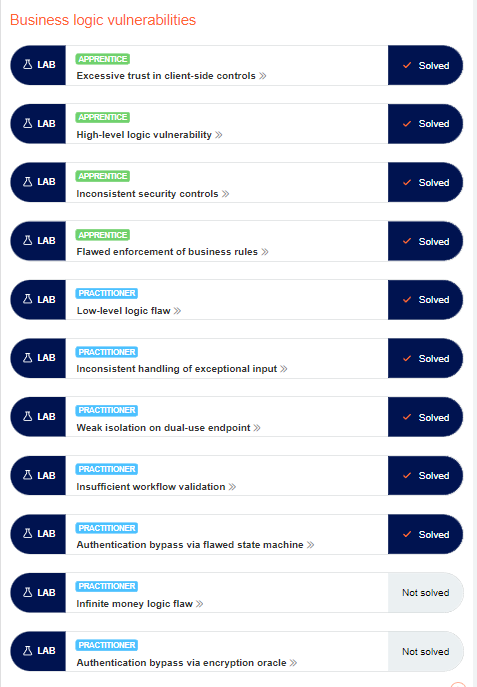 Business logic vulnerabilities
LAB
APPRENTICE
Excessive trust in client-side controls
Solved
LAB
APPRENTICE
High-level logic vulnerability
Solved
LAB
APPRENTICE
Inconsistent security controls
Solved
LAB
APPRENTICE
Flawed enforcement of business rules
Solved
LAB
PRACTITIONER
Low-level logic flaw
Solved
LAB
PRACTITIONER
Inconsistent handling of exceptional input
Solved
LAB
PRACTITIONER
Weak isolation on dual-use endpoint
Solved
LAB
PRACTITIONER
Insufficient workflow validation
Solved
LAB
PRACTITIONER
Authentication bypass via flawed state machine
Solved
LAB
PRACTITIONER
Infinite money logic flaw
Not solved
LAB
PRACTITIONER
Authentication bypass via encryption oracle
Not solved